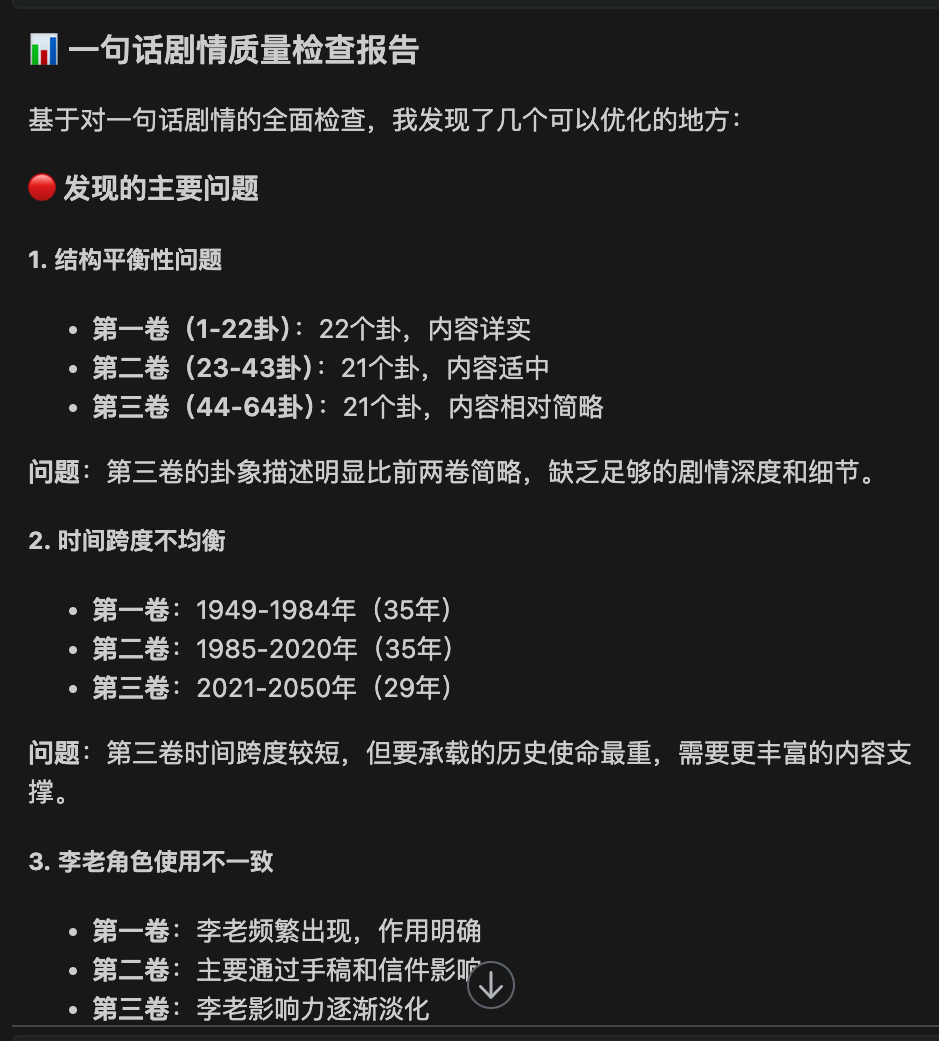 📊 一句话剧情质量检查报告
基于对一句话剧情的全面检查，我发现了几个可以优化的地方：
🔴 发现的主要问题
1. 结构平衡性问题
• 第一卷（1-22卦）：22个卦，内容详实
• 第二卷（23-43卦）：21个卦，内容适中
• 第三卷（44-64卦）：21个卦，内容相对简略
问题：第三卷的卦象描述明显比前两卷简略，缺乏足够的剧情深度和细节。
2. 时间跨度不均衡
• 第一卷：1949-1984年（35年）
• 第二卷：1985-2020年（35年）
• 第三卷：2021-2050年（29年）
问题：第三卷时间跨度较短，但要承载的历史使命最重，需要更丰富的内容支
撑。
3. 李老角色使用不一致
• 第一卷：李老频繁出现，作用明确
• 第二卷：主要通过手稿和信件影响
• 第三卷：李老影响力逐渐淡化